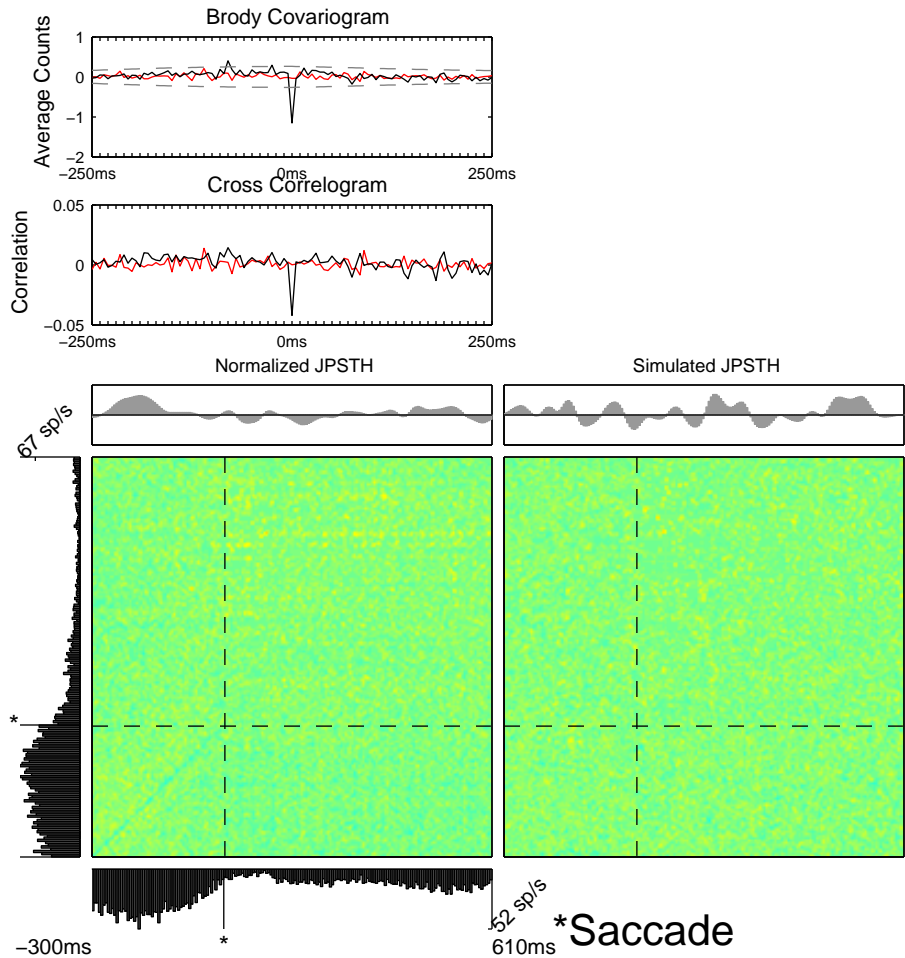 Brody Covariogram
1
0
−1
−2
Average Counts
−250ms
0ms
250ms
Cross Correlogram
0.05
0
−0.05
Correlation
−250ms
0ms
250ms
Normalized JPSTH
Simulated JPSTH
67 sp/s
*
52 sp/s
*
−300ms
610ms
*Saccade